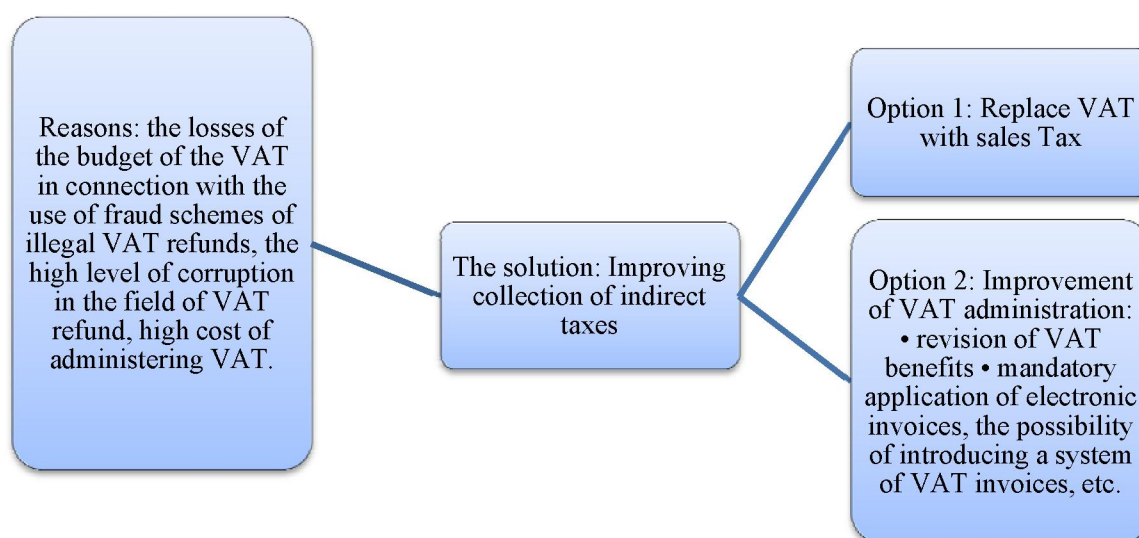 Reasons: the losses of
the budget of the VAT
in connection with the
use of fraud schemes of
illegal VAT refunds, the
high level of corruption
in the field of VAT
refund, high cost of
administering VAT.
The solution: Improving
collection of indirect
taxes
Option 1: Replace VAT
with sales Tax
Option 2: Improvement
of VAT administration:
• revision of VAT
benefits • mandatory
application of electronic
invoices, the possibility
of introducing a system
of VAT invoices, etc.